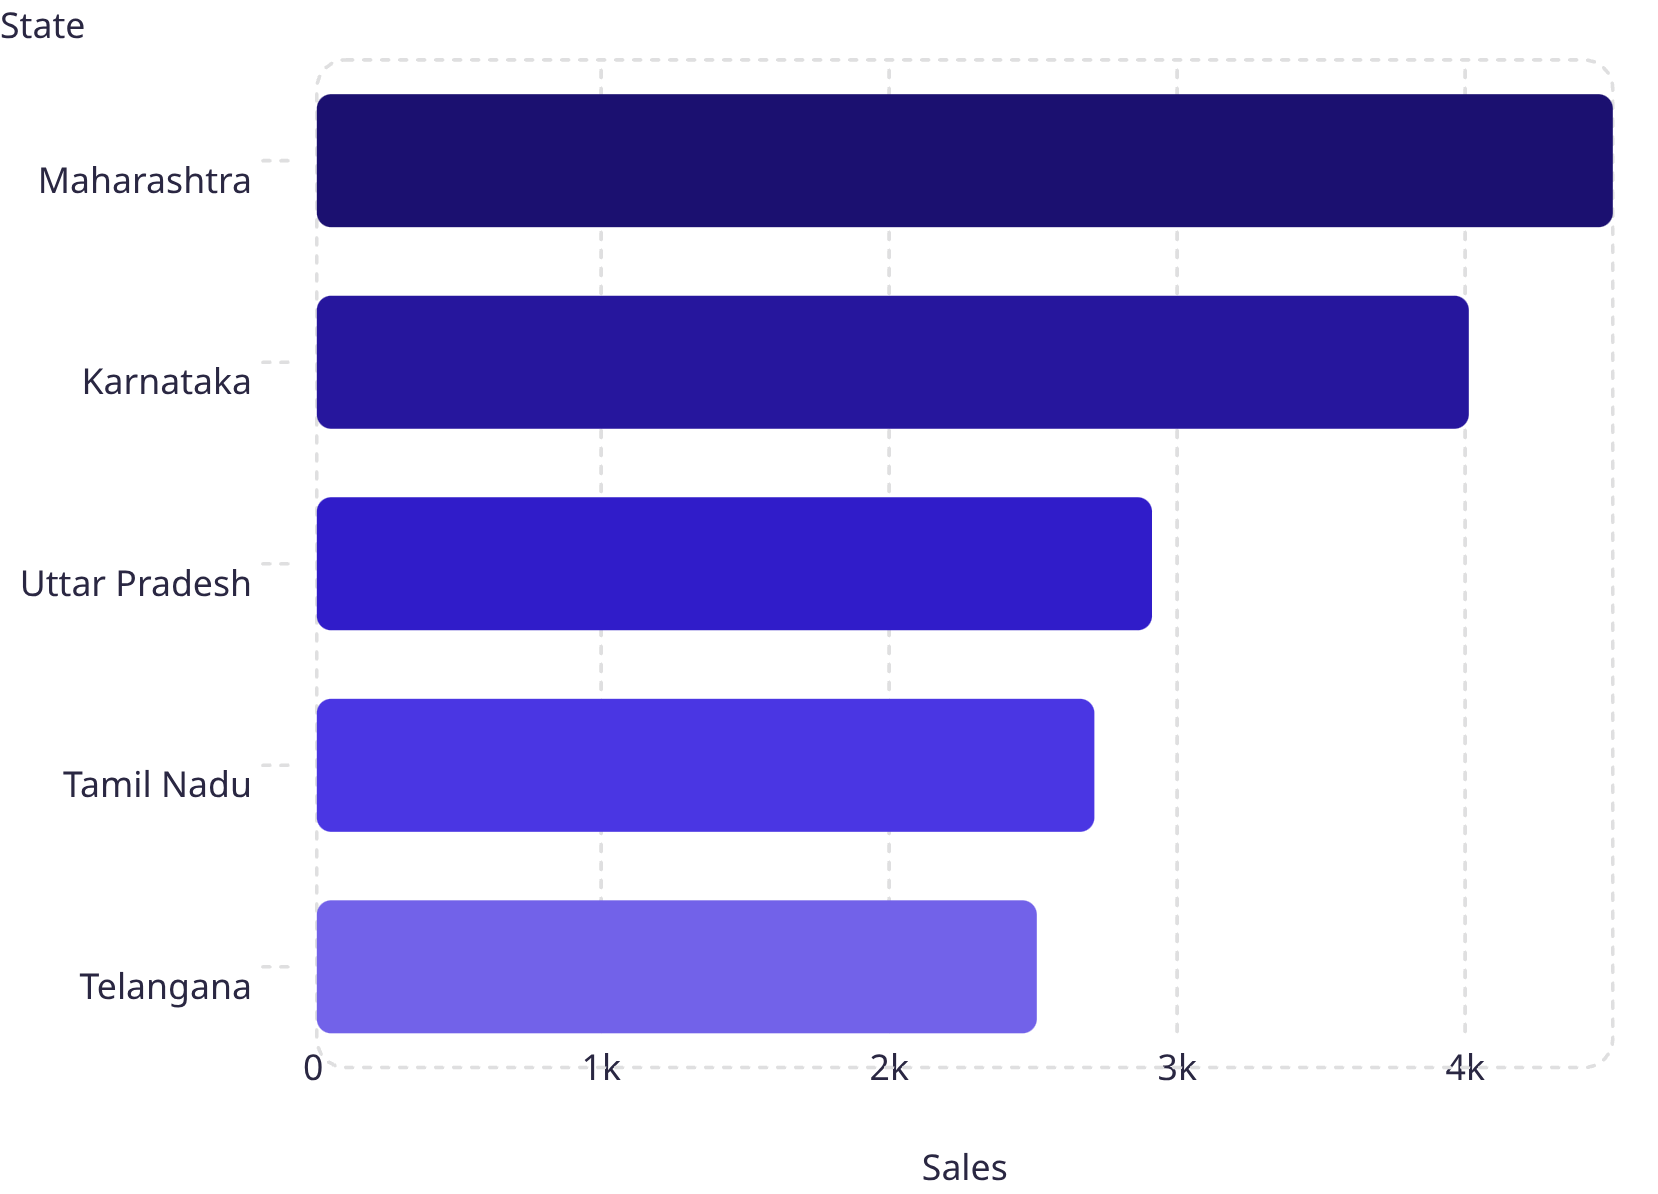 State
Maharashtra
Karnataka
Uttar Pradesh
Tamil Nadu
Telangana
0 1k 2k 3k 4k
Sales